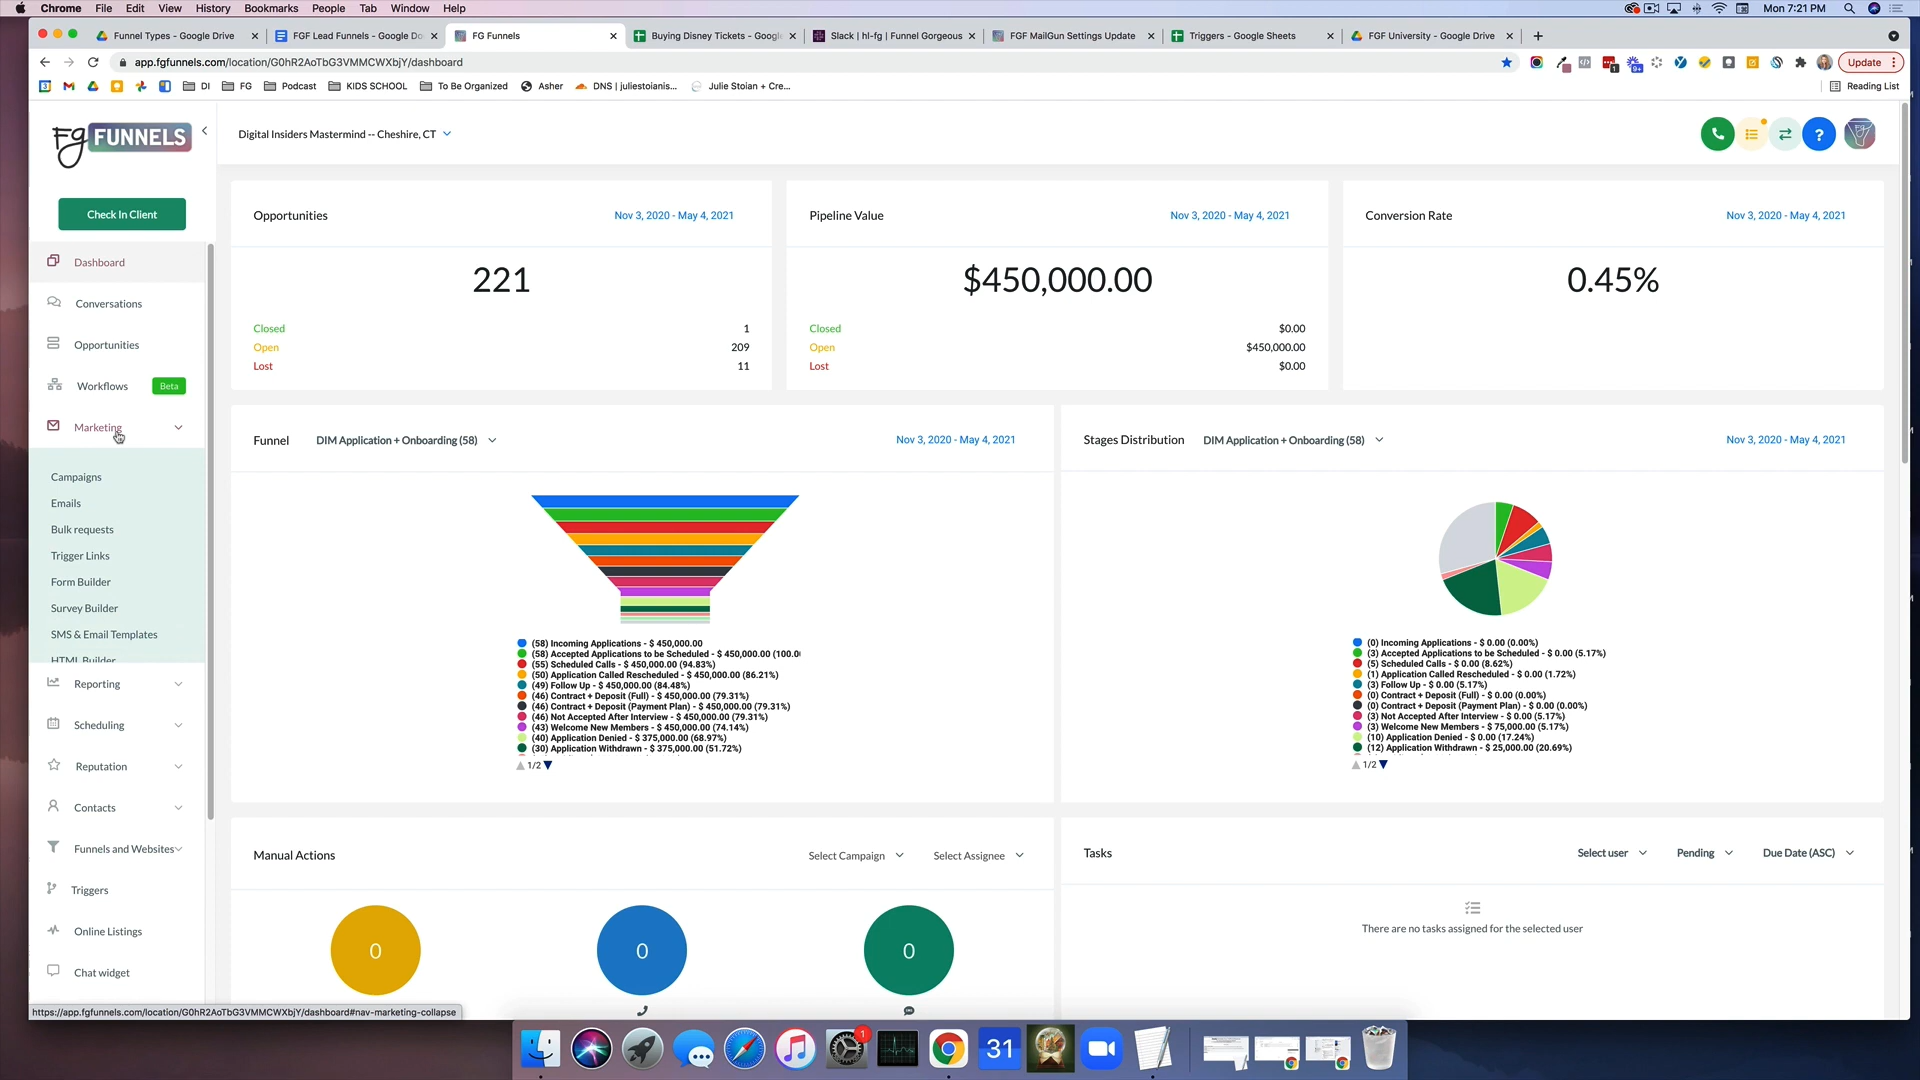 Chrome File Edit View History Bookmarks People Tab Window Help Mon 7:21 PM
Funnel Types - Google Drive FGF Lead Funnels - Google Do FG Funnels Buying Disney Tickets - Google Slack | hl-fg | Funnel Gorgeous FGF MailGun Settings Update Triggers - Google Sheets FGF University - Google Drive
app.fgfunnels.com/location/G0hR2AoTbG3VMMCWXbjY/dashboard Update
DI FG Podcast KIDS SCHOOL To Be Organized Asher DNS | juliestoianis... Julie Stoian + Cre... Reading List
Fg FUNNELS
Digital Insiders Mastermind -- Cheshire, CT
Check In Client
Dashboard
Conversations
Opportunities
Workflows Beta
Marketing
Campaigns
Emails
Bulk requests
Trigger Links
Form Builder
Survey Builder
SMS & Email Templates
HTML Builder
Reporting
Scheduling
Reputation
Contacts
Funnels and Websites
Triggers
Online Listings
Chat widget
Opportunities Nov 3, 2020 - May 4, 2021
221
Closed 1
Open 209
Lost 11
Pipeline Value Nov 3, 2020 - May 4, 2021
$450,000.00
Closed $0.00
Open $450,000.00
Lost $0.00
Conversion Rate Nov 3, 2020 - May 4, 2021
0.45%
Funnel DIM Application + Onboarding (58) Nov 3, 2020 - May 4, 2021
(58) Incoming Applications - $ 450,000.00
(58) Accepted Applications to be Scheduled - $ 450,000.00 (100.0
(55) Scheduled Calls - $ 450,000.00 (94.83%)
(50) Application Called Rescheduled - $ 450,000.00 (86.21%)
(49) Follow Up - $ 450,000.00 (84.48%)
(46) Contract + Deposit (Full) - $ 450,000.00 (79.31%)
(46) Contract + Deposit (Payment Plan) - $ 450,000.00 (79.31%)
(46) Not Accepted After Interview - $ 450,000.00 (79.31%)
(43) Welcome New Members - $ 450,000.00 (74.14%)
(40) Application Denied - $ 375,000.00 (68.97%)
(30) Application Withdrawn - $ 375,000.00 (51.72%)
1/2
Stages Distribution DIM Application + Onboarding (58) Nov 3, 2020 - May 4, 2021
(0) Incoming Applications - $ 0.00 (0.00%)
(3) Accepted Applications to be Scheduled - $ 0.00 (5.17%)
(5) Scheduled Calls - $ 0.00 (8.62%)
(1) Application Called Rescheduled - $ 0.00 (1.72%)
(3) Follow Up - $ 0.00 (5.17%)
(0) Contract + Deposit (Full) - $ 0.00 (0.00%)
(0) Contract + Deposit (Payment Plan) - $ 0.00 (0.00%)
(3) Not Accepted After Interview - $ 0.00 (5.17%)
(3) Welcome New Members - $ 75,000.00 (5.17%)
(10) Application Denied - $ 0.00 (17.24%)
(12) Application Withdrawn - $ 25,000.00 (20.69%)
1/2
Manual Actions Select Campaign Select Assignee
0 0 0
Tasks Select user Pending Due Date (ASC)
There are no tasks assigned for the selected user
https://app.fgfunnels.com/location/G0hR2AoTbG3VMMCWXbjY/dashboard#nav-marketing-collapse
1
31